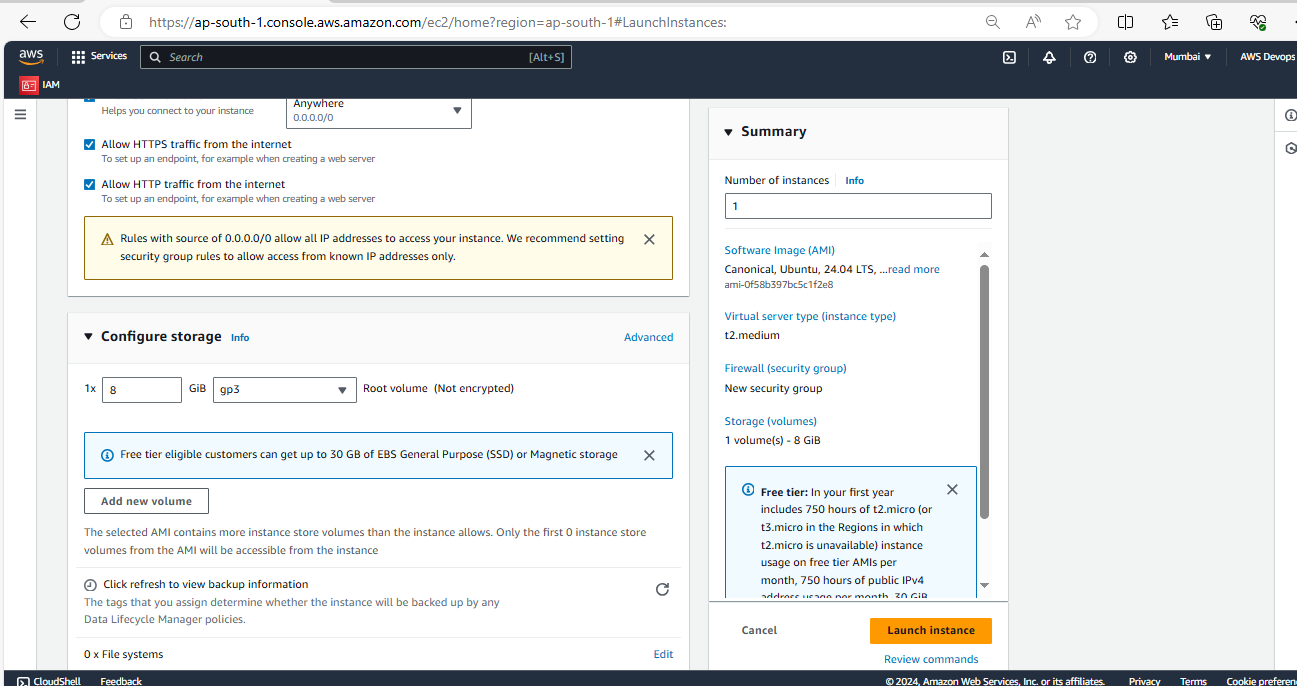 https://ap-south-1.console.aws.amazon.com/ec2/home?region=ap-south-1#LaunchInstances:
aws
Services
Search
[Alt+S]
Mumbai
AWS Devops
IAM
Helps you connect to your instance
Anywhere
0.0.0.0/0
Allow HTTPS traffic from the internet
To set up an endpoint, for example when creating a web server
Allow HTTP traffic from the internet
To set up an endpoint, for example when creating a web server
Rules with source of 0.0.0.0/0 allow all IP addresses to access your instance. We recommend setting
security group rules to allow access from known IP addresses only.
Configure storage Info
Advanced
1x 8 GiB gp3 Root volume (Not encrypted)
Free tier eligible customers can get up to 30 GB of EBS General Purpose (SSD) or Magnetic storage
Add new volume
The selected AMI contains more instance store volumes than the instance allows. Only the first 0 instance store
volumes from the AMI will be accessible from the instance
Click refresh to view backup information
The tags that you assign determine whether the instance will be backed up by any
Data Lifecycle Manager policies.
0 x File systems
Edit
Summary
Number of instances Info
1
Software Image (AMI)
Canonical, Ubuntu, 24.04 LTS, ...read more
ami-0f58b397bc5c1f2e8
Virtual server type (instance type)
t2.medium
Firewall (security group)
New security group
Storage (volumes)
1 volume(s) - 8 GiB
Free tier: In your first year
includes 750 hours of t2.micro (or
t3.micro in the Regions in which
t2.micro is unavailable) instance
usage on free tier AMIs per
month, 750 hours of public IPv4
address usage per month, 30 GiB
Cancel
Launch instance
Review commands
CloudShell
Feedback
© 2024, Amazon Web Services, Inc. or its affiliates.
Privacy
Terms
Cookie preferen